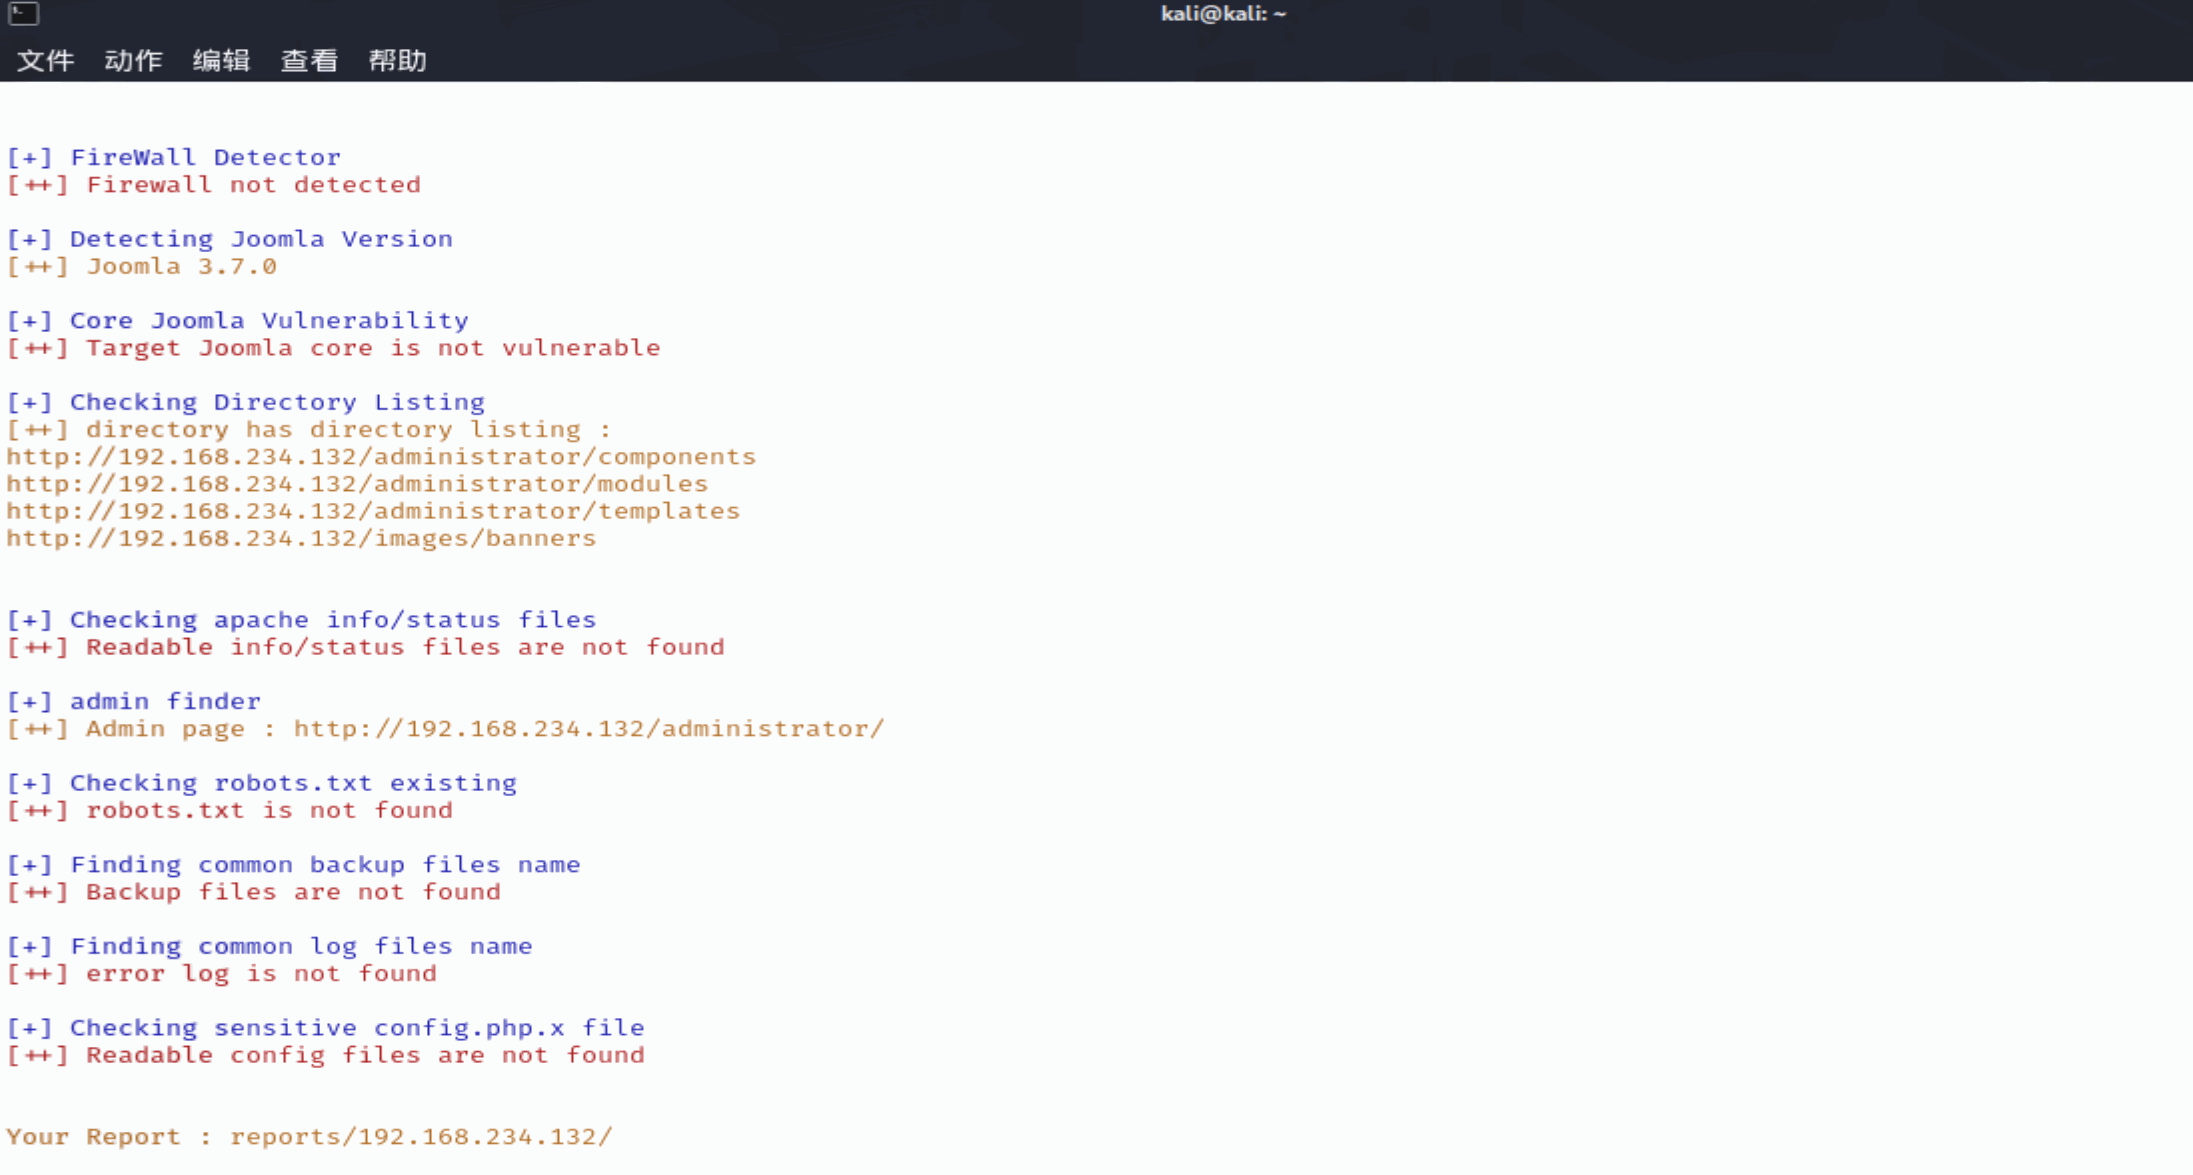 kali@kali: ~
文件 动作 编辑 查看 帮助
[+] FireWall Detector
[++] Firewall not detected
[+] Detecting Joomla Version
[++] Joomla 3.7.0
[+] Core Joomla Vulnerability
[++] Target Joomla core is not vulnerable
[+] Checking Directory Listing
[++] directory has directory listing :
http://192.168.234.132/administrator/components
http://192.168.234.132/administrator/modules
http://192.168.234.132/administrator/templates
http://192.168.234.132/images/banners
[+] Checking apache info/status files
[++] Readable info/status files are not found
[+] admin finder
[++] Admin page : http://192.168.234.132/administrator/
[+] Checking robots.txt existing
[++] robots.txt is not found
[+] Finding common backup files name
[++] Backup files are not found
[+] Finding common log files name
[++] error log is not found
[+] Checking sensitive config.php.x file
[++] Readable config files are not found
Your Report : reports/192.168.234.132/